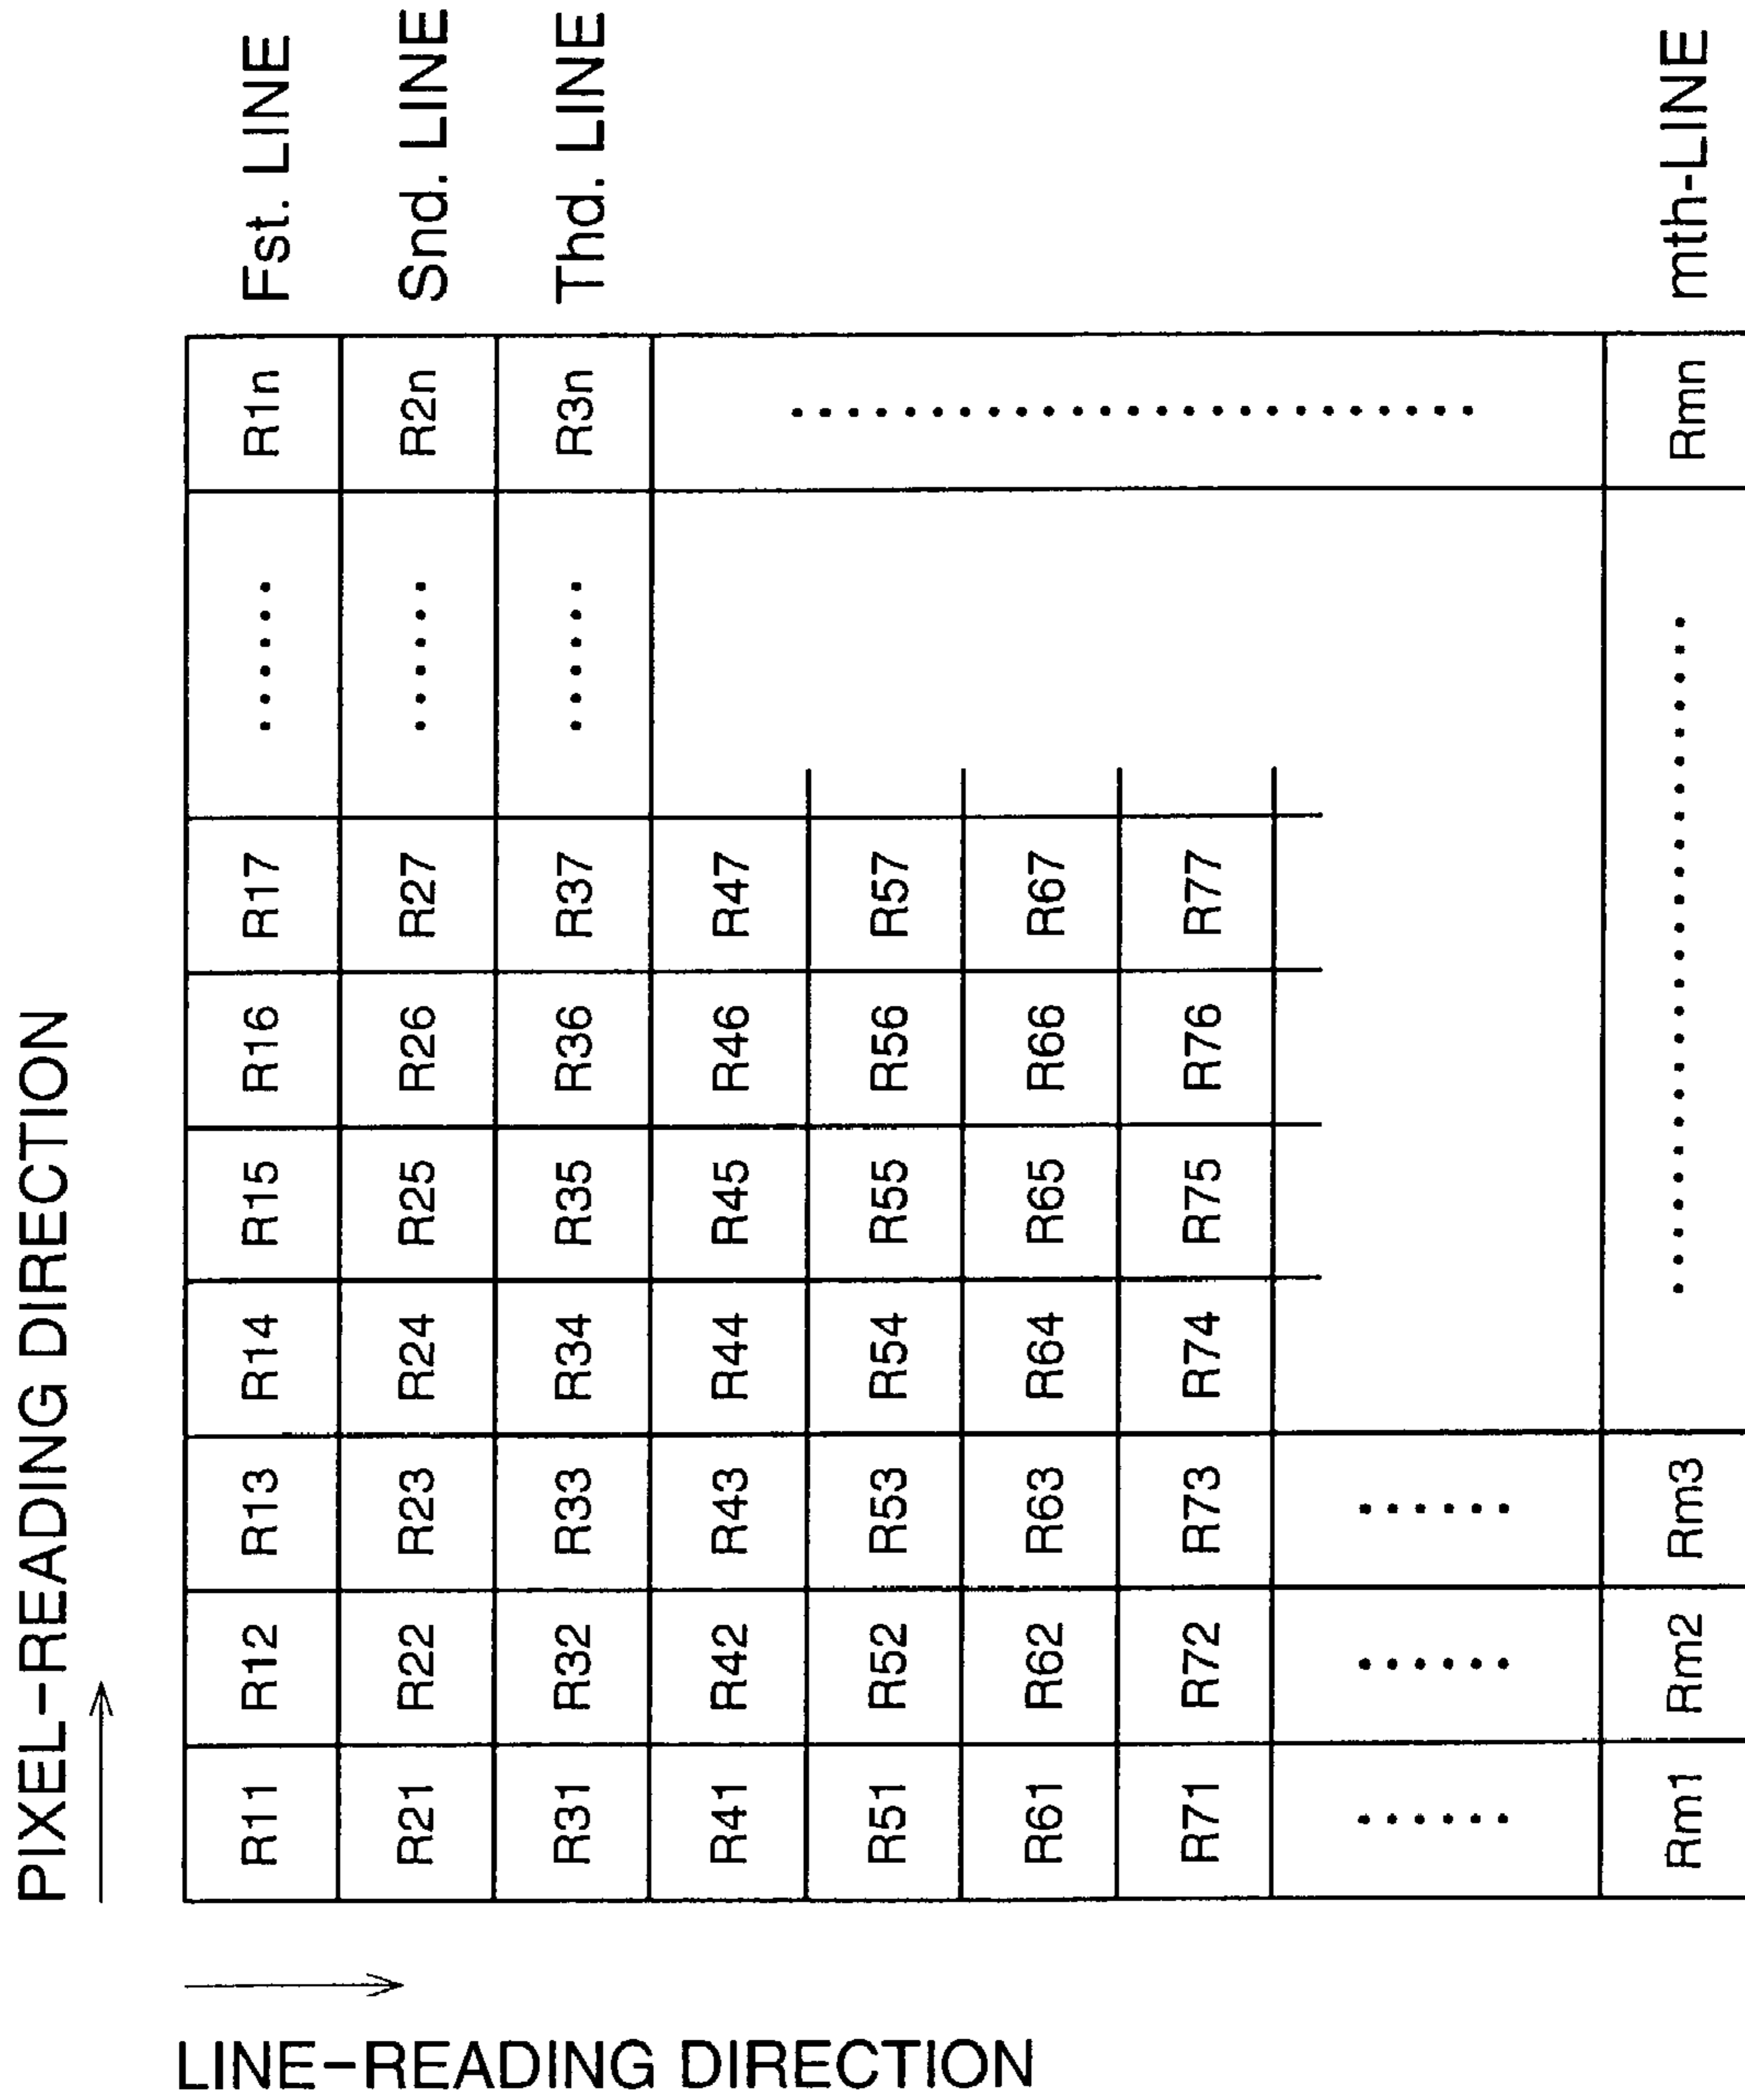 PIXEL-READING DIRECTION
LINE-READING DIRECTION
R11 R12 R13 R14 R15 R16 R17 ...... R1n Fst. LINE
R21 R22 R23 R24 R25 R26 R27 ...... R2n Snd. LINE
R31 R32 R33 R34 R35 R36 R37 ...... R3n Thd. LINE
R41 R42 R43 R44 R45 R46 R47
R51 R52 R53 R54 R55 R56 R57
R61 R62 R63 R64 R65 R66 R67
R71 R72 R73 R74 R75 R76 R77
Rm1 Rm2 Rm3 ......................... Rmn mth-LINE